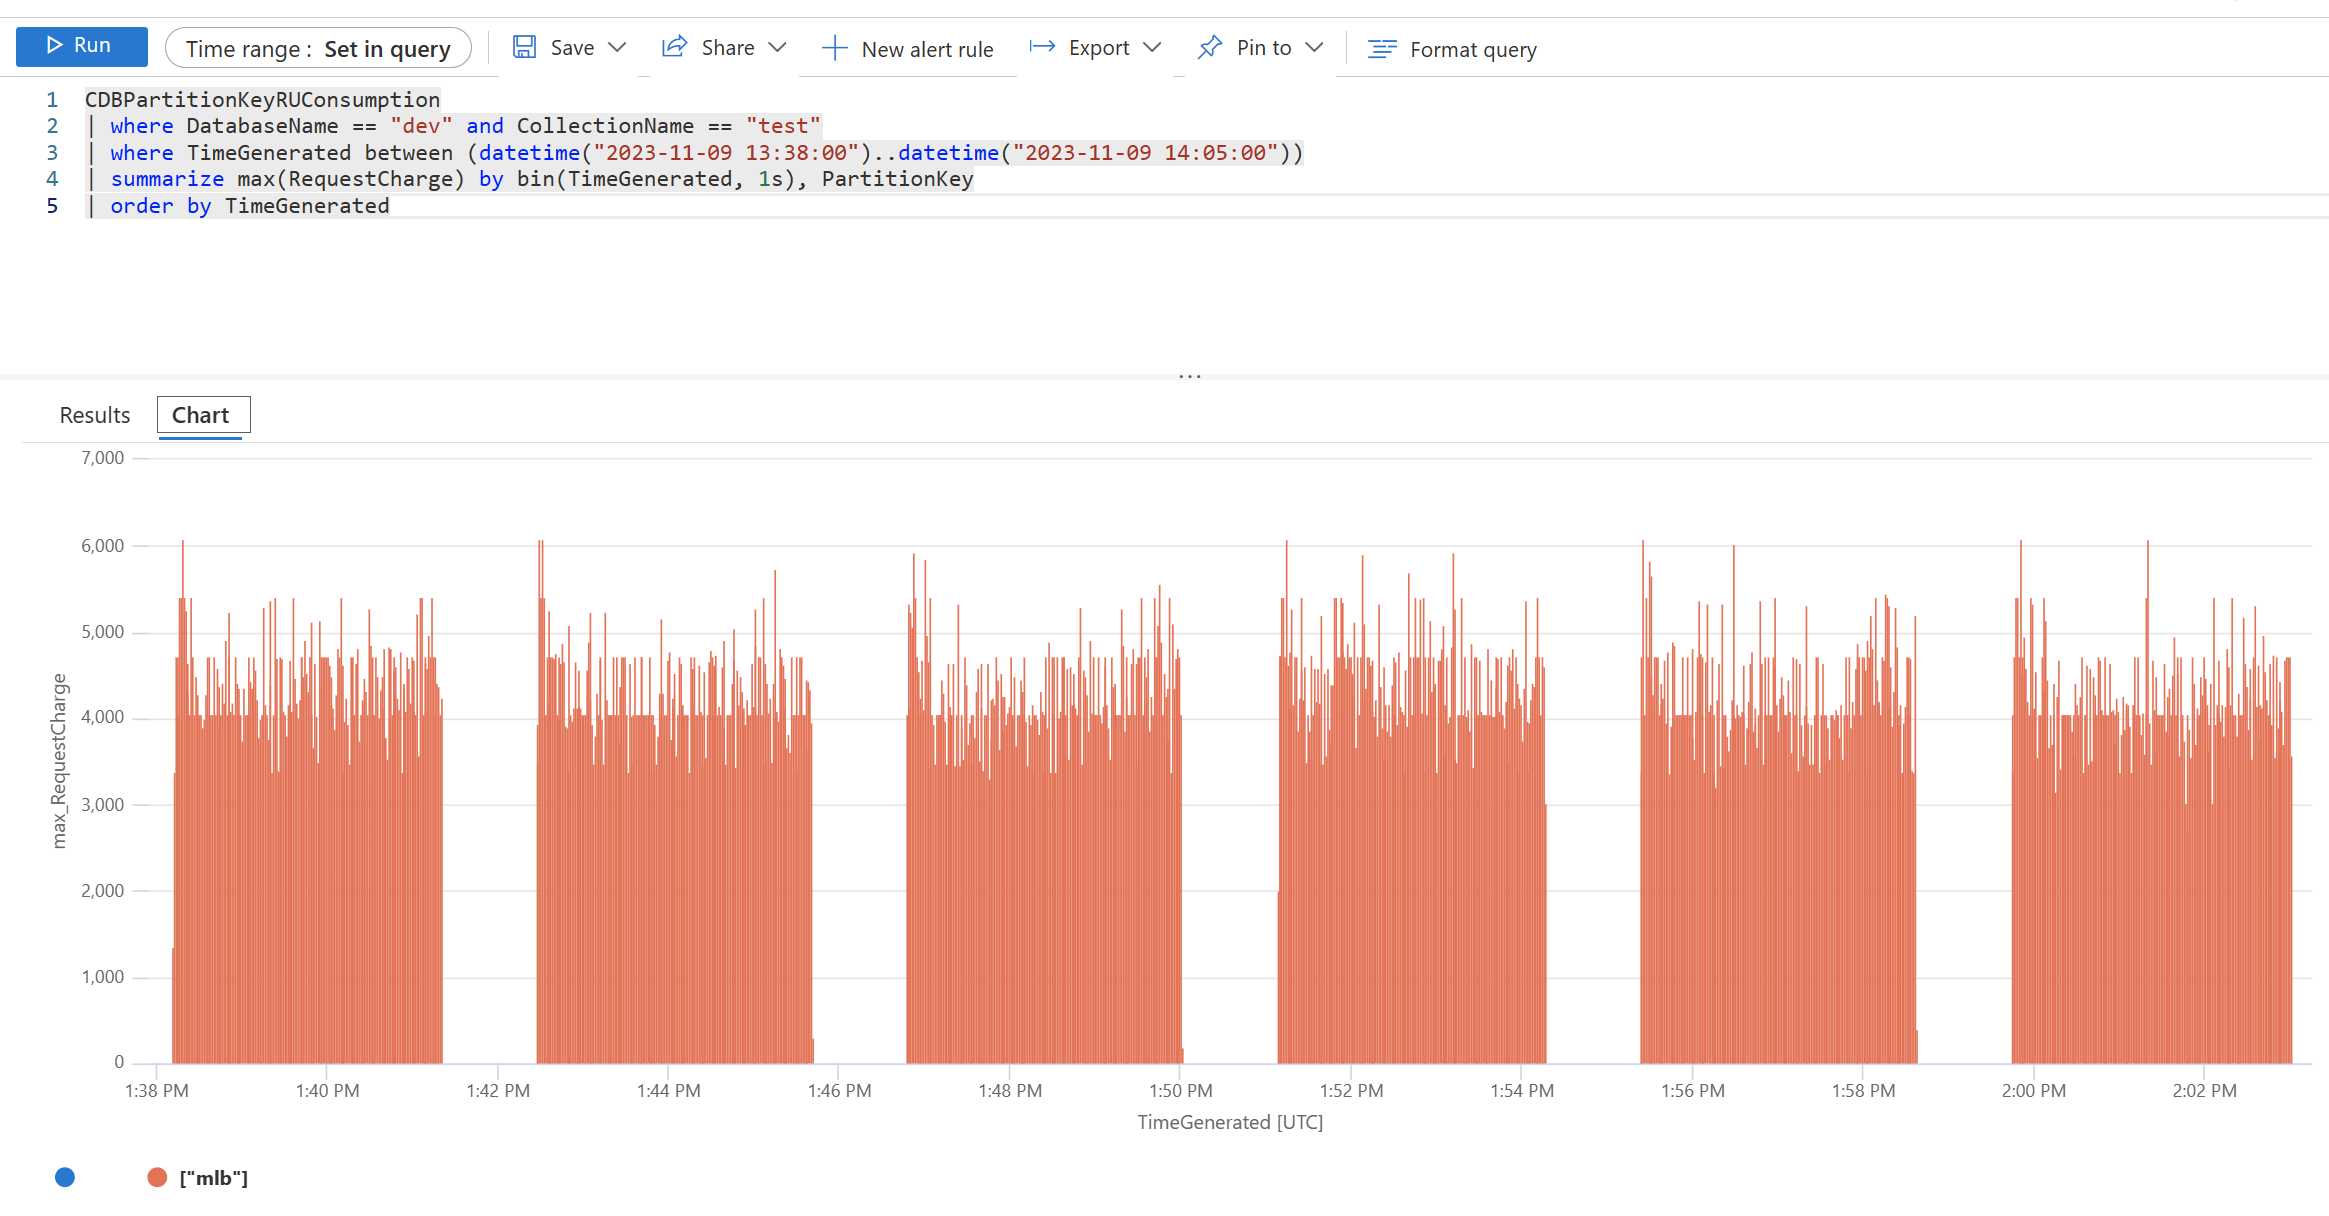 Run Time range : Set in query Save Share New alert rule Export Pin to Format query
1 CDBPartitionKeyRUConsumption
2 | where DatabaseName == "dev" and CollectionName == "test"
3 | where TimeGenerated between (datetime("2023-11-09 13:38:00")..datetime("2023-11-09 14:05:00"))
4 | summarize max(RequestCharge) by bin(TimeGenerated, 1s), PartitionKey
5 | order by TimeGenerated
...
Results Chart
7,000
6,000
5,000
4,000
3,000
2,000
1,000
0
max_RequestCharge
1:38 PM 1:40 PM 1:42 PM 1:44 PM 1:46 PM 1:48 PM 1:50 PM 1:52 PM 1:54 PM 1:56 PM 1:58 PM 2:00 PM 2:02 PM
TimeGenerated [UTC]
["mlb"]